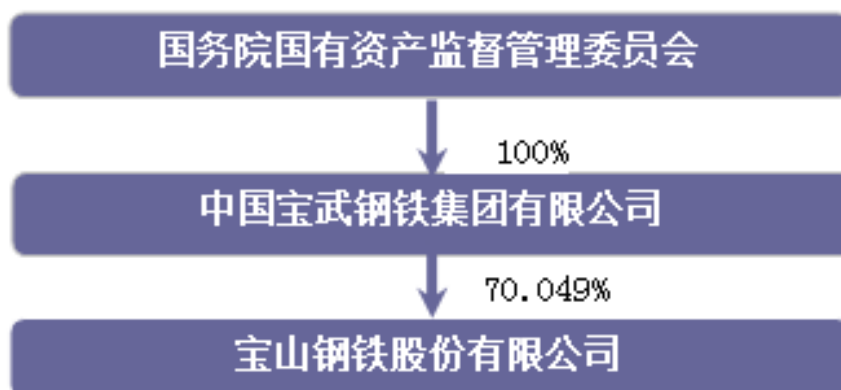 国务院国有资产监督管理委员会
100%
中国宝武钢铁集团有限公司
70.049%
宝山钢铁股份有限公司